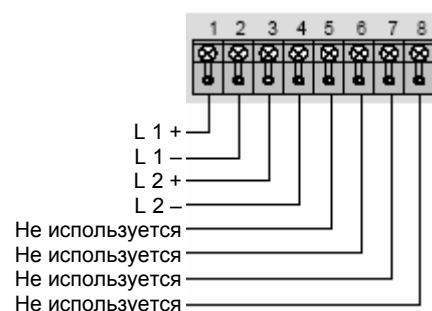 1 2 3 4 5 6 7 8
L 1 +
L 1 –
L 2 +
L 2 –
Не используется
Не используется
Не используется
Не используется